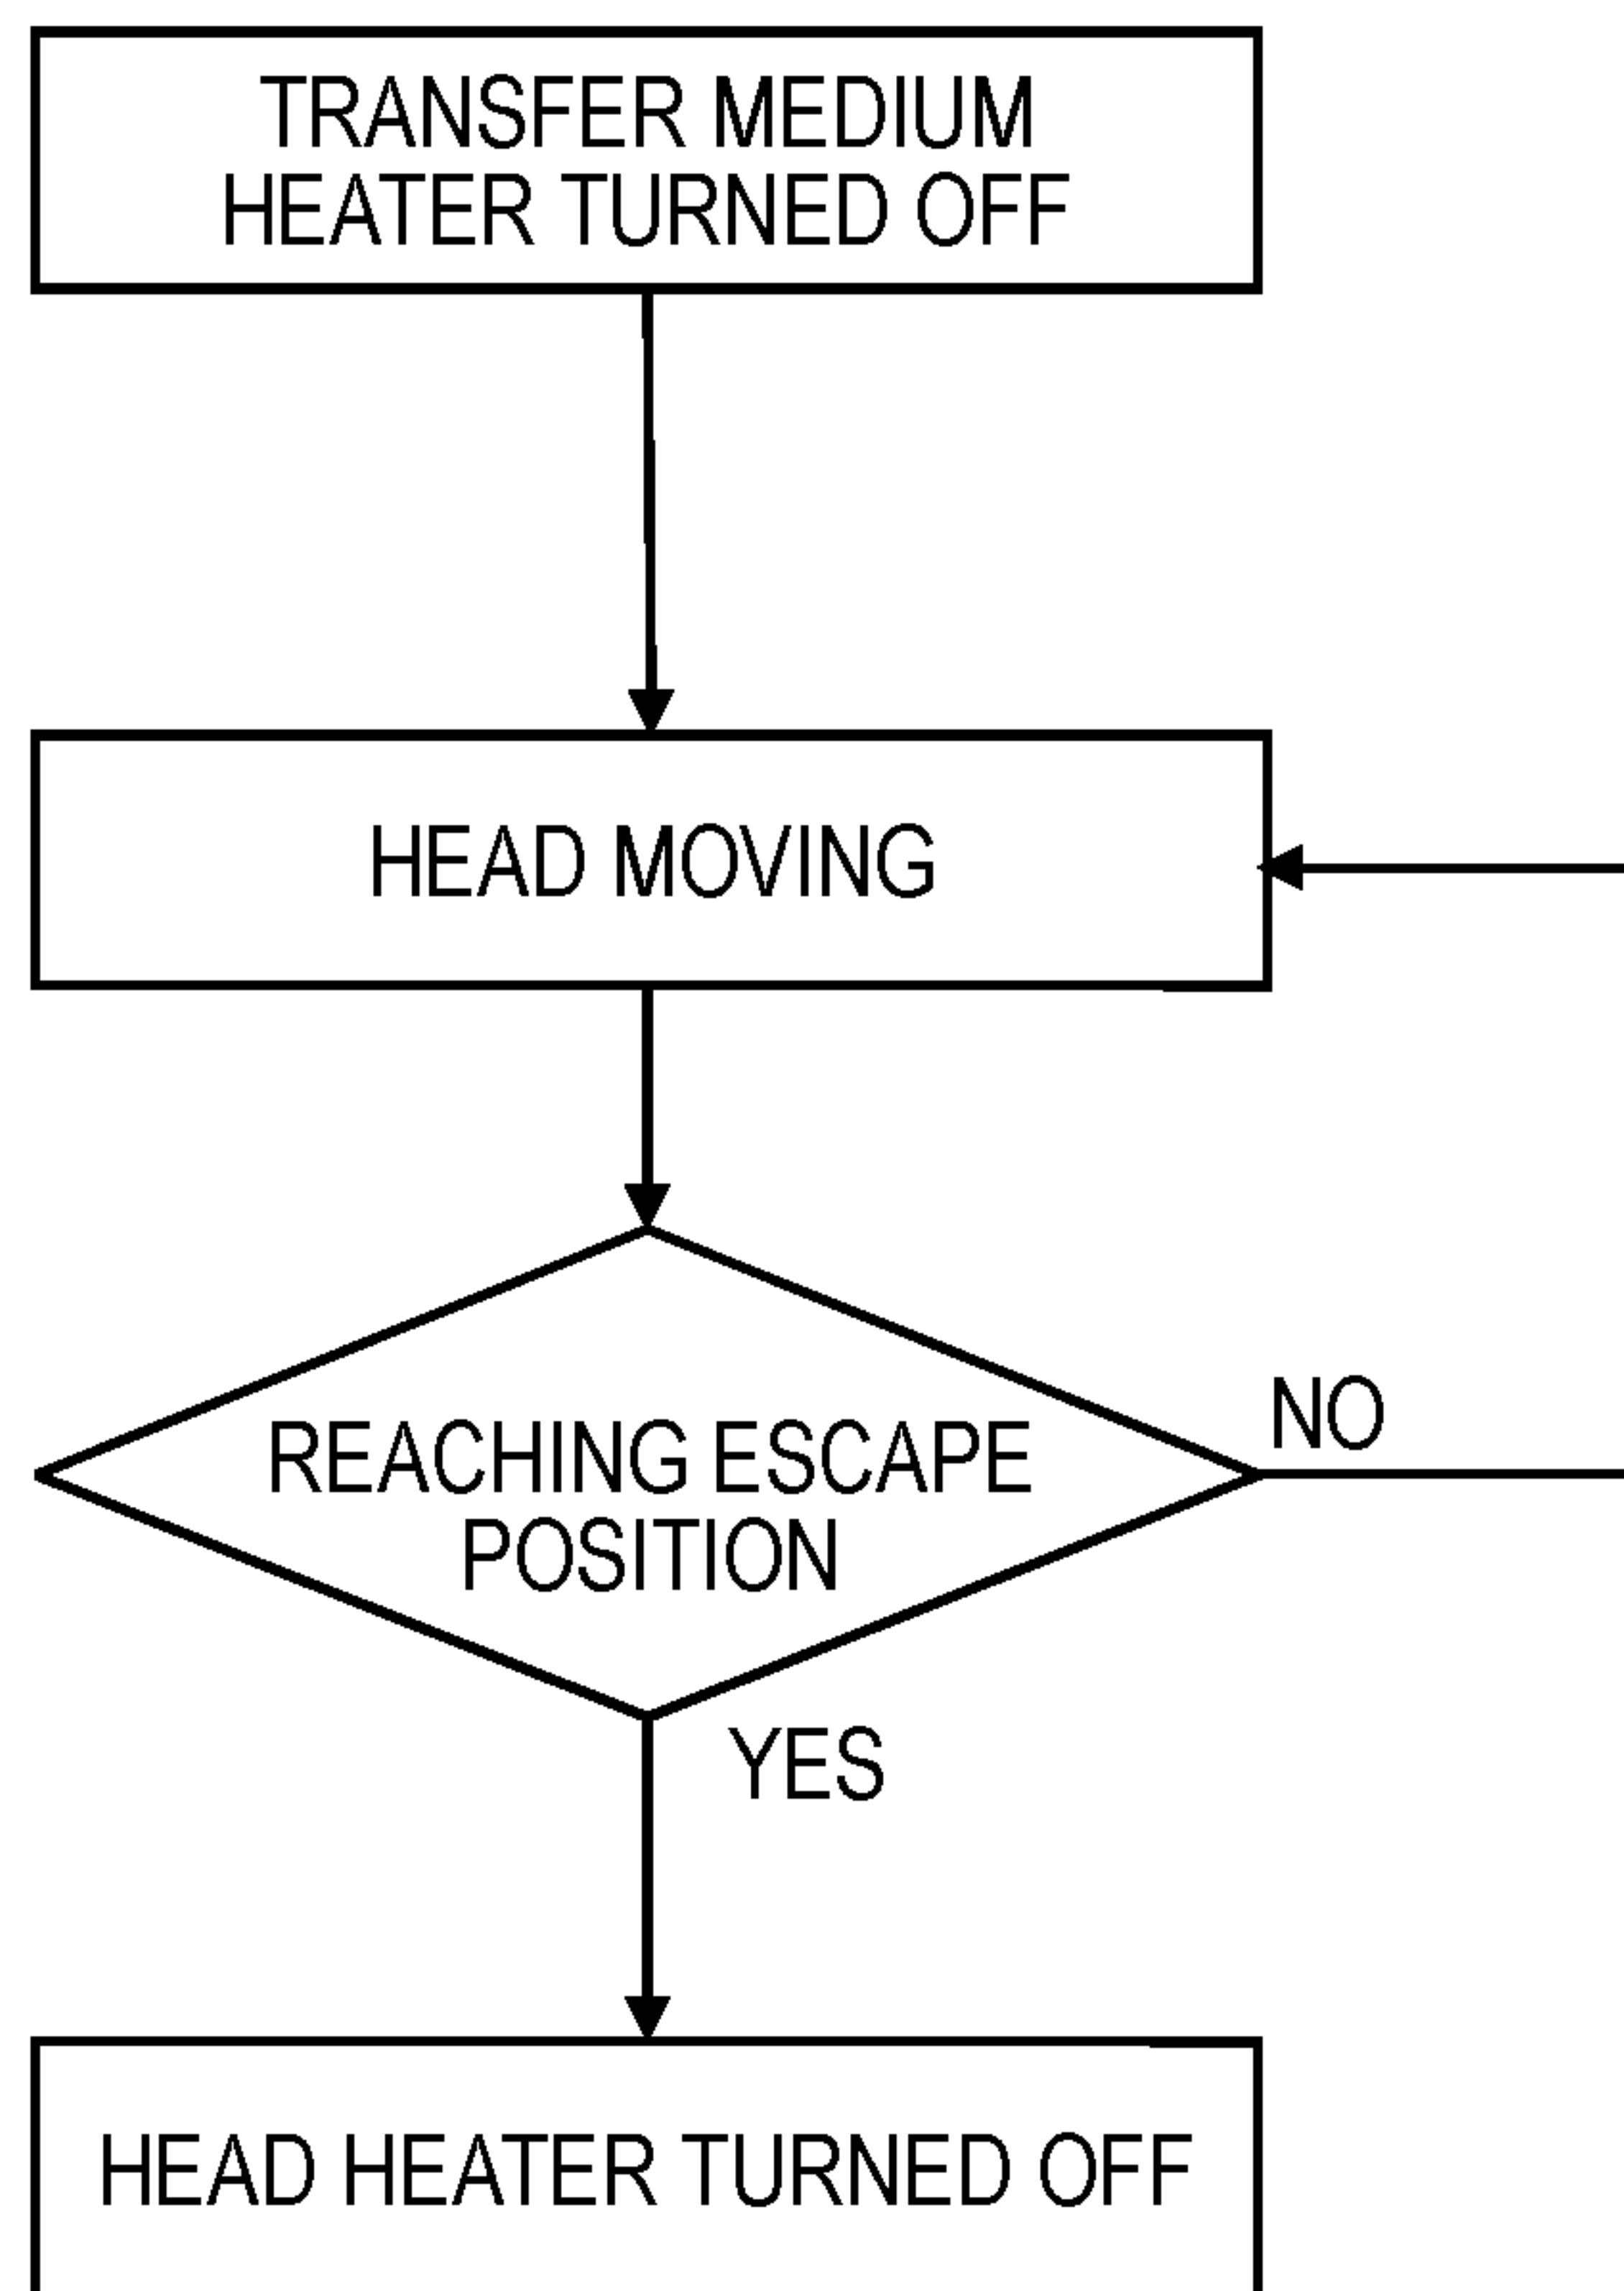 TRANSFER MEDIUM
HEATER TURNED OFF
HEAD MOVING
REACHING ESCAPE
POSITION
NO
YES
HEAD HEATER TURNED OFF